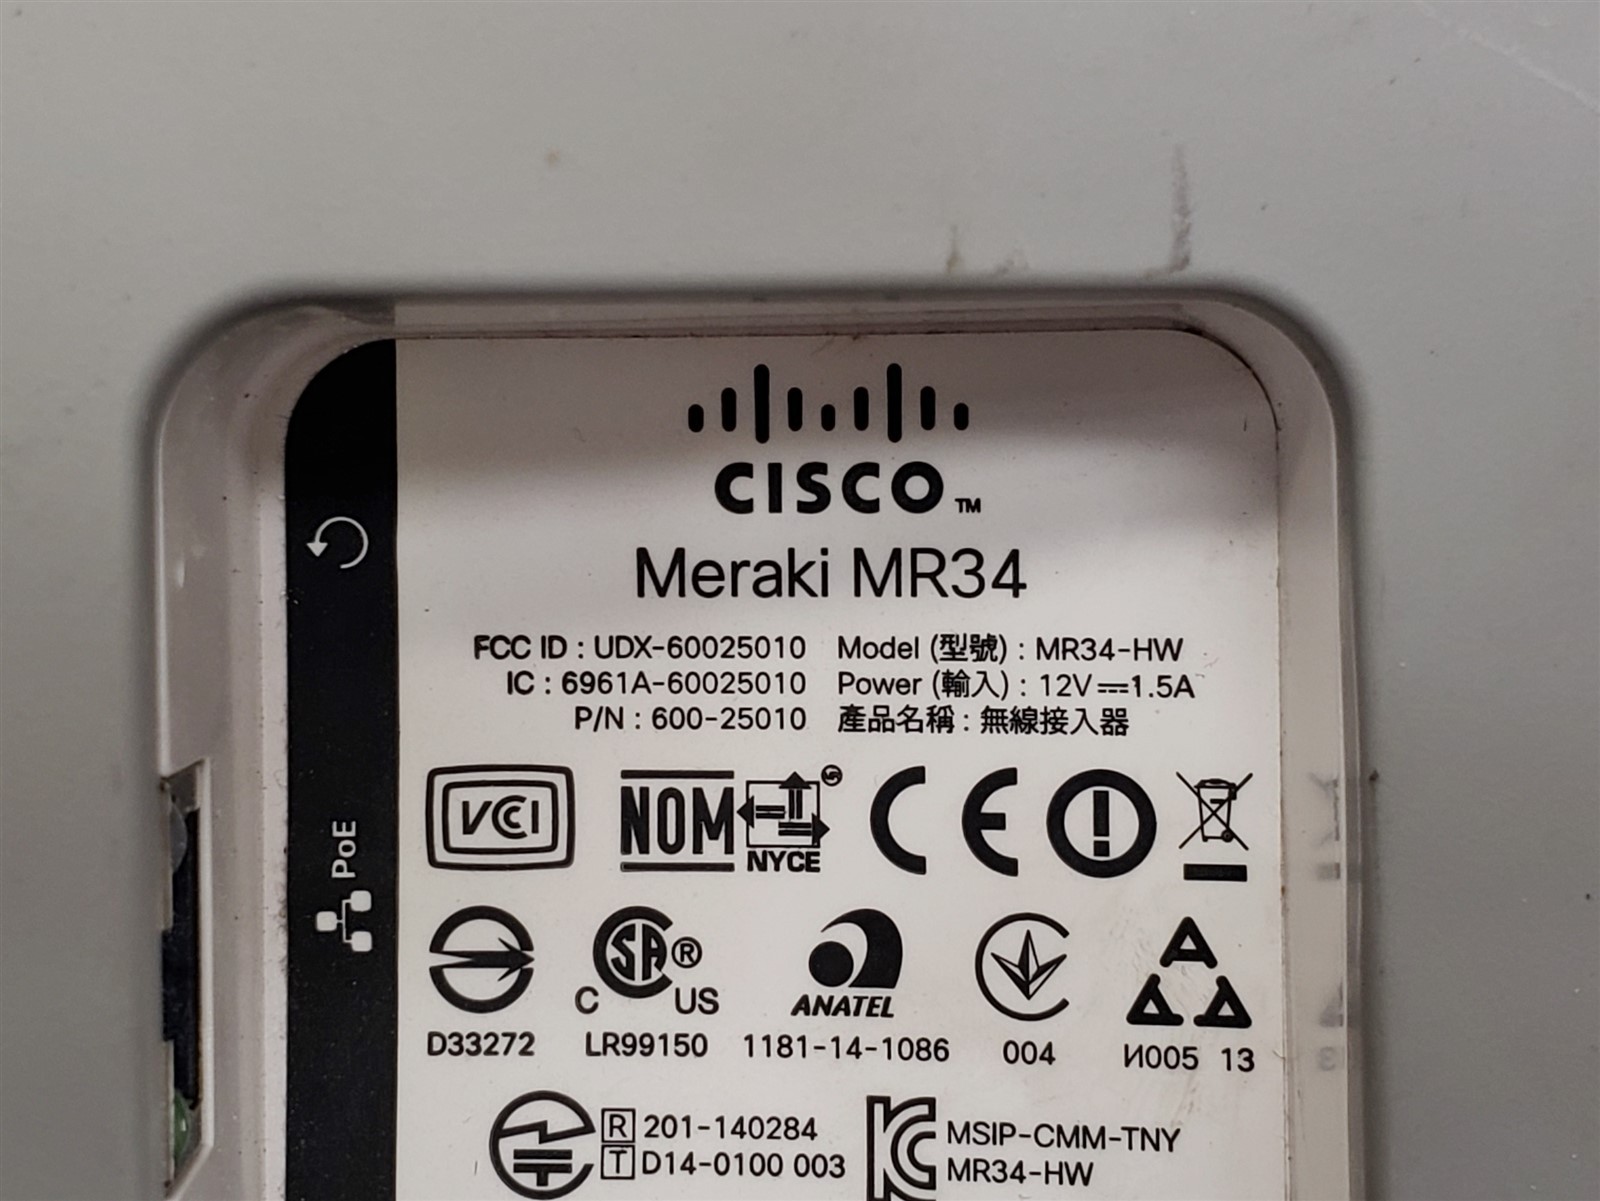 CISCO™
Meraki MR34
FCC ID : UDX-60025010
IC : 6961A-60025010
P/N : 600-25010
Model (型號) : MR34-HW
Power (輸入) : 12V⎓1.5A
產品名稱 : 無線接入器
PoE
VCCI
NOM NYCE
CE
D33272
C SA® US
LR99150
ANATEL
1181-14-1086
004
И005 13
R 201-140284
T D14-0100 003
MSIP-CMM-TNY
MR34-HW